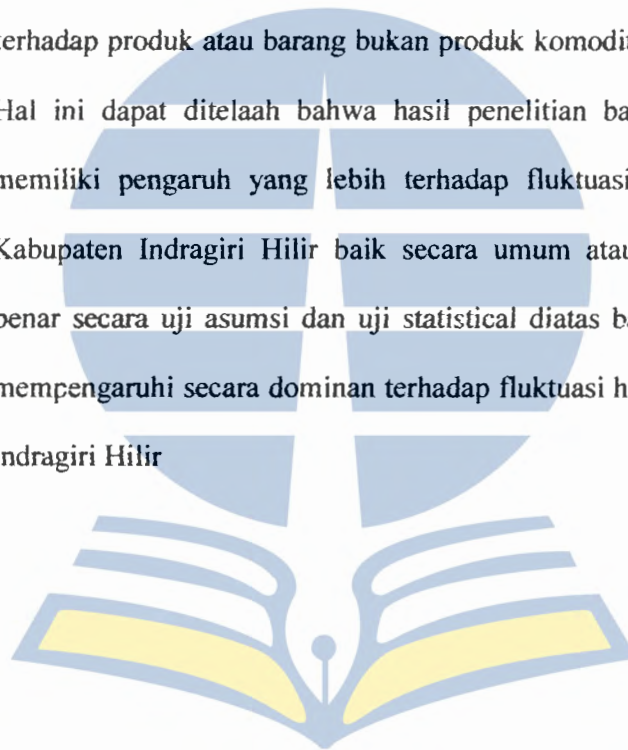 terhadap produk atau barang bukan produk komodit
Hal ini dapat ditelaah bahwa hasil penelitian ba
memiliki pengaruh yang lebih terhadap fluktuasi
Kabupaten Indragiri Hilir baik secara umum atau
benar secara uji asumsi dan uji statistical diatas ba
mempengaruhi secara dominan terhadap fluktuasi h
Indragiri Hilir